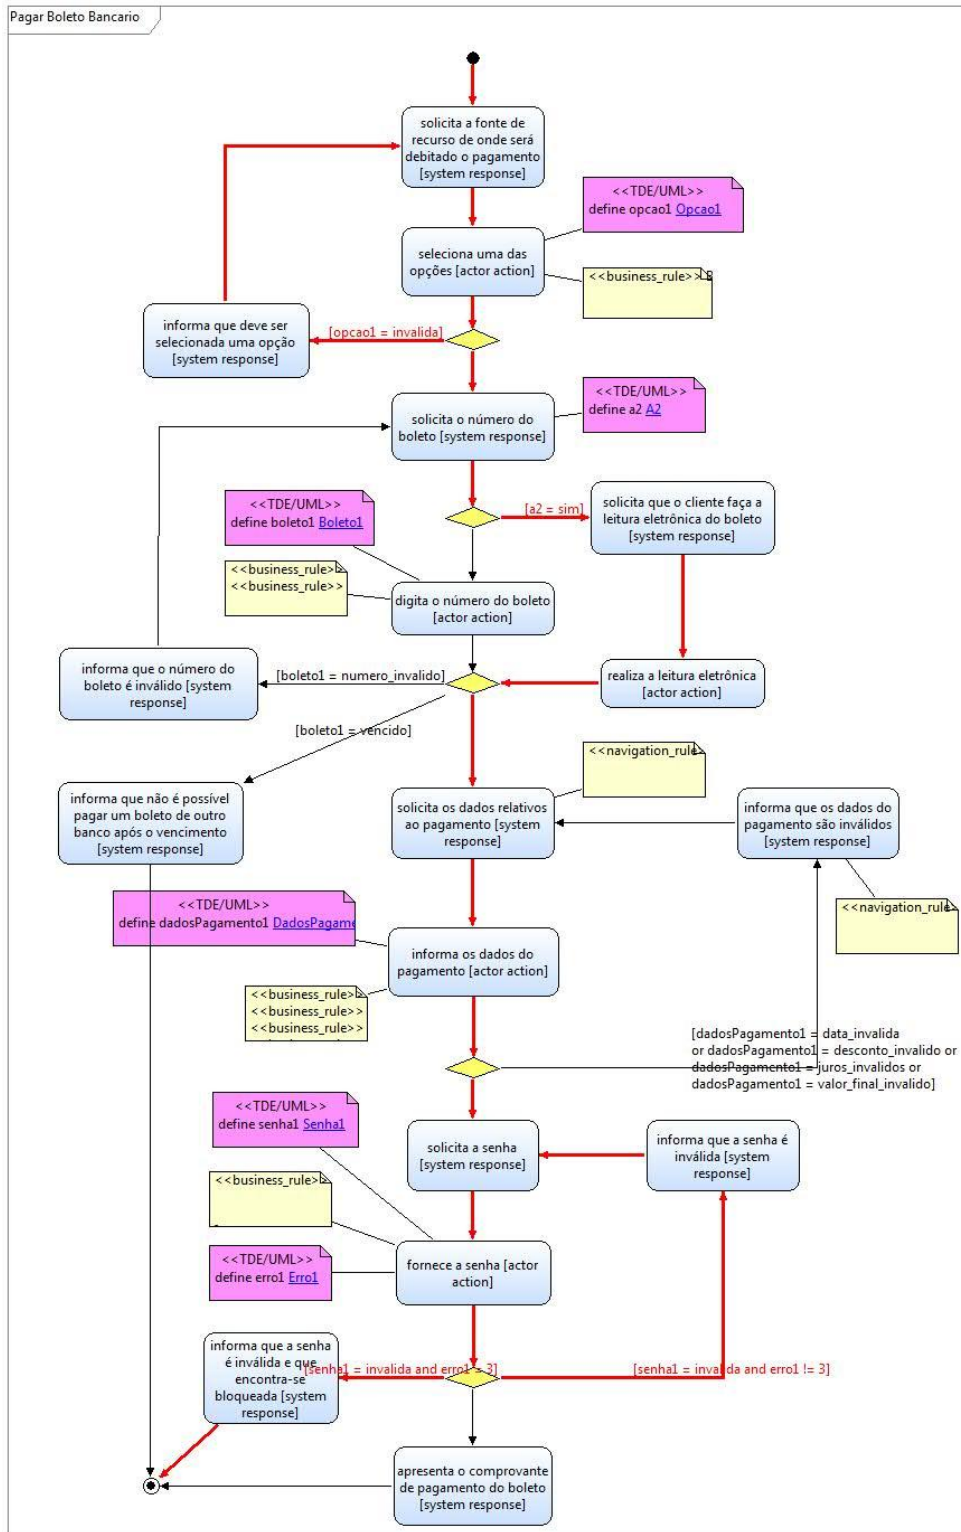 Pagar Boleto Bancario
solicita a fonte de
recurso de onde será
debitado o pagamento
[system response]
<<TDE/UML>>
define opcao1 Opcao1
seleciona uma das
opções [actor action]
<<business_rule>>
informa que deve ser
selecionada uma opção
[system response]
[opcao1 = invalida]
<<TDE/UML>>
define a2 A2
solicita o número do
boleto [system response]
<<TDE/UML>>
define boleto1 Boleto1
[a2 = sim]
solicita que o cliente faça a
leitura eletrônica do boleto
[system response]
<<business_rule>>
<<business_rule>>
digita o número do boleto
[actor action]
informa que o número do
boleto é inválido [system
response]
[boleto1 = numero_invalido]
realiza a leitura eletrônica
[actor action]
[boleto1 = vencido]
<<navigation_rule
informa que não é possível
pagar um boleto de outro
banco após o vencimento
[system response]
solicita os dados relativos
ao pagamento [system
response]
informa que os dados do
pagamento são inválidos
[system response]
<<TDE/UML>>
define dadosPagamento1 DadosPagame
<<navigation_rule
informa os dados do
pagamento [actor action]
<<business_rule>>
<<business_rule>>
<<business_rule>>
[dadosPagamento1 = data_invalida
or dadosPagamento1 = desconto_invalido or
dadosPagamento1 = juros_invalidos or
dadosPagamento1 = valor_final_invalido]
<<TDE/UML>>
define senha1 Senha1
solicita a senha
[system response]
informa que a senha é
inválida [system
response]
<<business_rule>
<<TDE/UML>>
define erro1 Erro1
fornece a senha [actor
action]
informa que a senha
é inválida e que
encontra-se
bloqueada [system
response]
[senha1 = invalida and erro1 = 3]
[senha1 = invalida and erro1 != 3]
apresenta o comprovante
de pagamento do boleto
[system response]